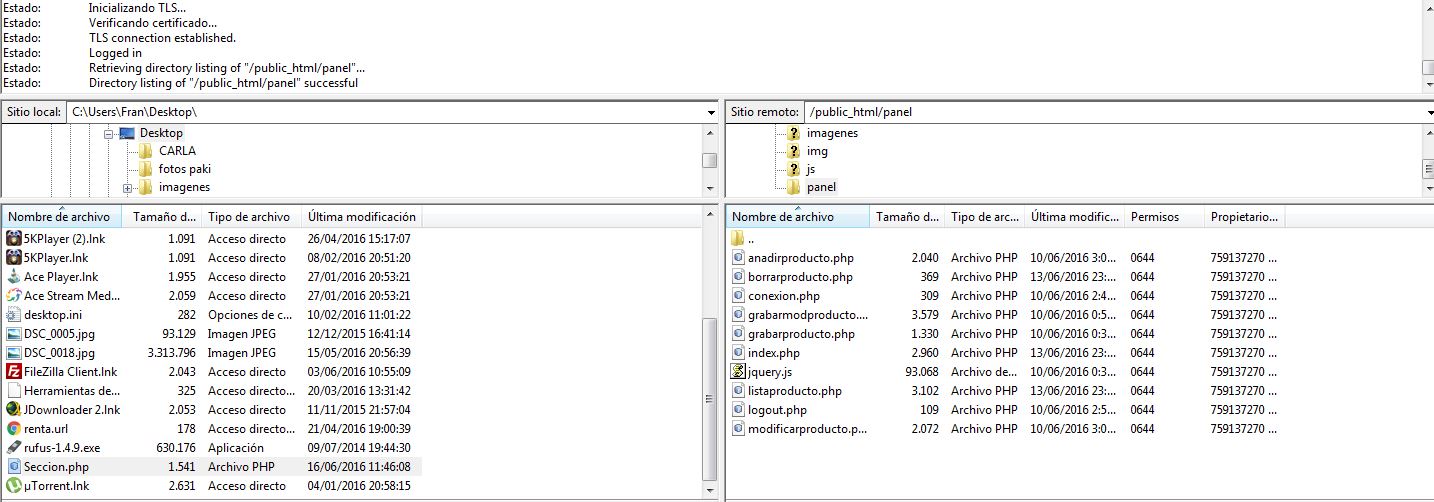 Estado: Inicializando TLS...
Estado: Verificando certificado...
Estado: TLS connection established.
Estado: Logged in
Estado: Retrieving directory listing of "/public_html/panel"...
Estado: Directory listing of "/public_html/panel" successful
Sitio local: C:\Users\Fran\Desktop\
Desktop
CARLA
fotos paki
imagenes
Nombre de archivo Tamaño d... Tipo de archivo Última modificación
5KPlayer (2).lnk 1.091 Acceso directo 26/04/2016 15:17:07
5KPlayer.lnk 1.091 Acceso directo 08/02/2016 20:51:20
Ace Player.lnk 1.955 Acceso directo 27/01/2016 20:53:21
Ace Stream Med... 2.059 Acceso directo 27/01/2016 20:53:21
desktop.ini 282 Opciones de c... 10/02/2016 11:01:22
DSC_0005.jpg 93.129 Imagen JPEG 12/12/2015 16:41:14
DSC_0018.jpg 3.313.796 Imagen JPEG 15/05/2016 20:56:39
FileZilla Client.lnk 2.043 Acceso directo 03/06/2016 10:55:09
Herramientas de... 325 Acceso directo... 20/03/2016 13:31:42
JDownloader 2.lnk 2.053 Acceso directo 11/11/2015 21:57:04
renta.url 178 Acceso directo... 21/04/2016 19:00:39
rufus-1.4.9.exe 630.176 Aplicación 09/07/2014 19:44:30
Seccion.php 1.541 Archivo PHP 16/06/2016 11:46:08
µTorrent.lnk 2.631 Acceso directo 04/01/2016 20:58:15
Sitio remoto: /public_html/panel
imagenes
img
js
panel
Nombre de archivo Tamaño d... Tipo de arc... Última modific... Permisos Propietario...
..
anadirproducto.php 2.040 Archivo PHP 10/06/2016 3:0... 0644 759137270 ...
borrarproducto.php 369 Archivo PHP 13/06/2016 23:... 0644 759137270 ...
conexion.php 309 Archivo PHP 10/06/2016 2:4... 0644 759137270 ...
grabarmodproducto.... 3.579 Archivo PHP 10/06/2016 0:3... 0644 759137270 ...
grabarproducto.php 1.330 Archivo PHP 10/06/2016 0:3... 0644 759137270 ...
index.php 2.960 Archivo PHP 13/06/2016 23:... 0644 759137270 ...
jquery.js 93.068 Archivo de... 10/06/2016 0:3... 0644 759137270 ...
listaproducto.php 3.102 Archivo PHP 13/06/2016 23:... 0644 759137270 ...
logout.php 109 Archivo PHP 10/06/2016 2:5... 0644 759137270 ...
modificarproducto.p... 2.072 Archivo PHP 10/06/2016 3:0... 0644 759137270 ...